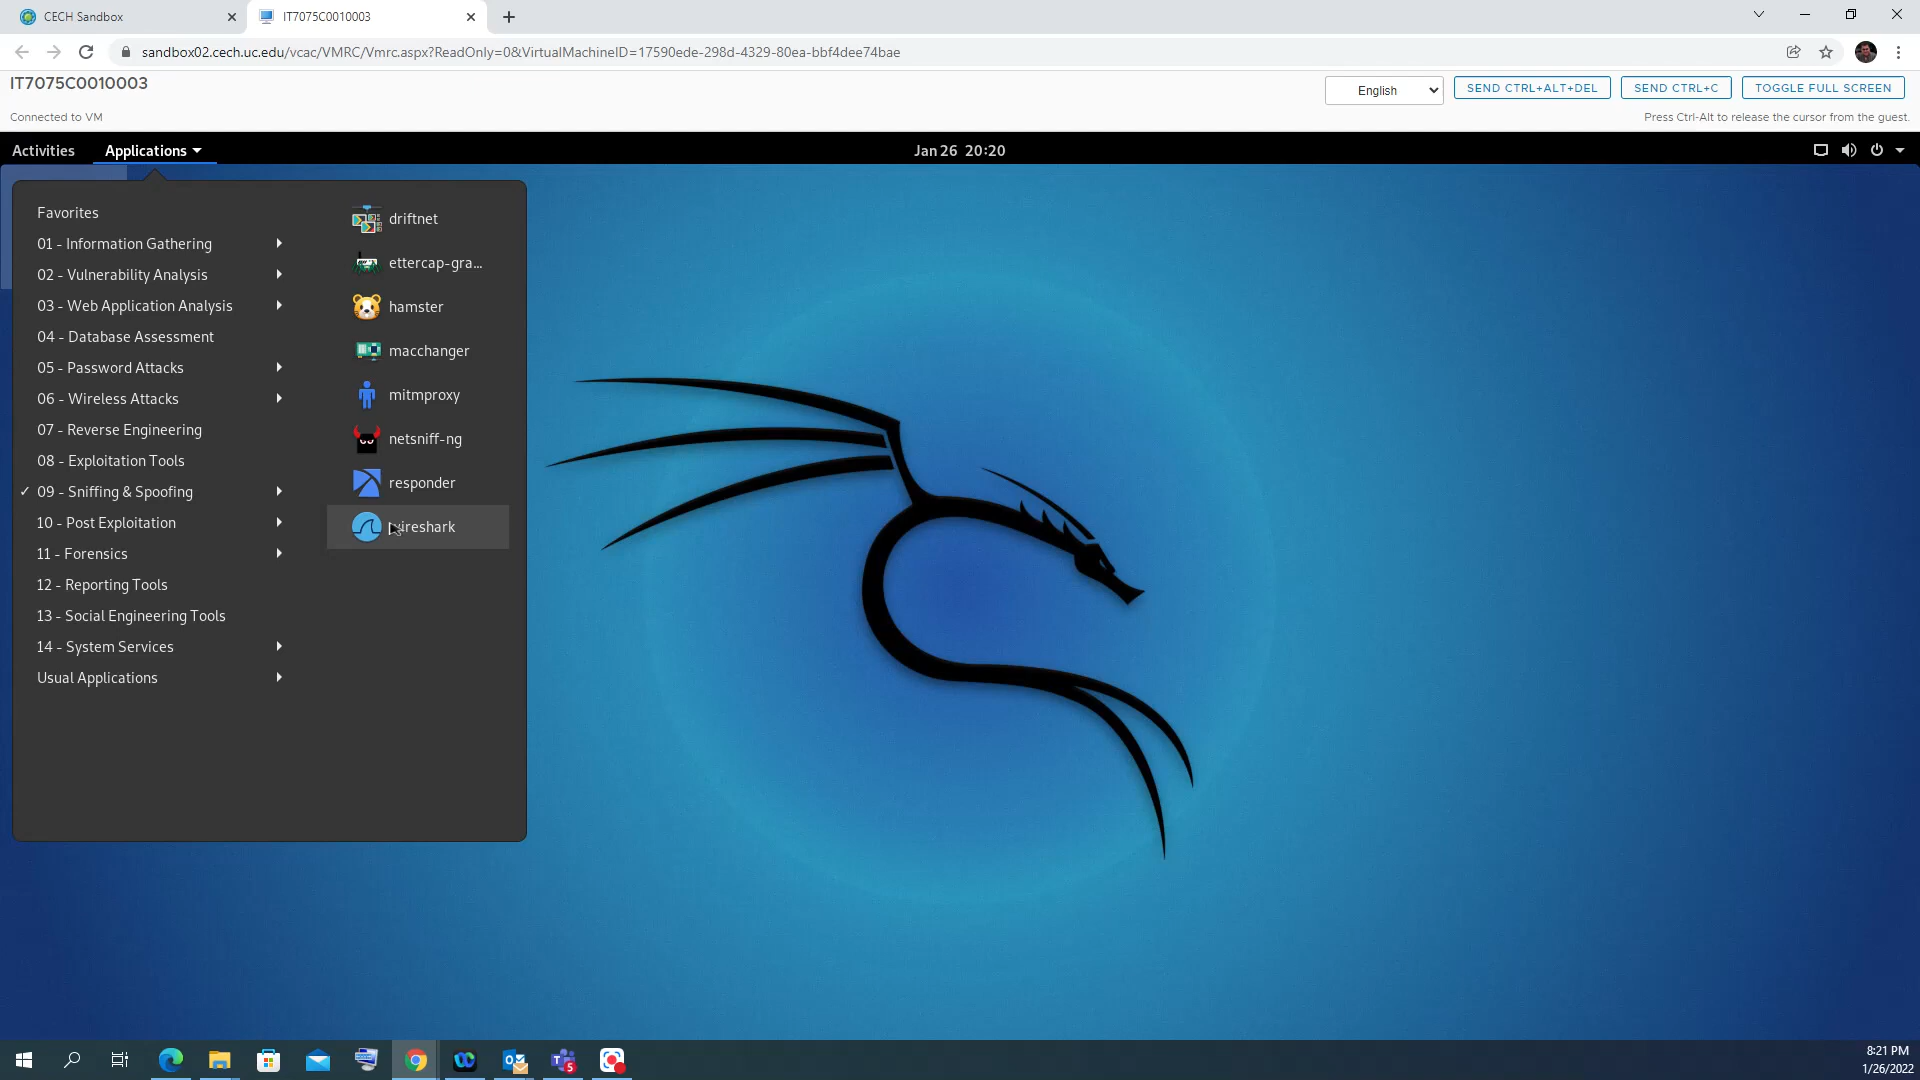 CECH Sandbox
IT7075C0010003
sandbox02.cech.uc.edu/vcac/VMRC/Vmrc.aspx?ReadOnly=0&VirtualMachineID=17590ede-298d-4329-80ea-bbf4dee74bae
IT7075C0010003
English
SEND CTRL+ALT+DEL
SEND CTRL+C
TOGGLE FULL SCREEN
Connected to VM
Press Ctrl-Alt to release the cursor from the guest.
Activities
Applications
Jan 26 20:20
Favorites
01 - Information Gathering
02 - Vulnerability Analysis
03 - Web Application Analysis
04 - Database Assessment
05 - Password Attacks
06 - Wireless Attacks
07 - Reverse Engineering
08 - Exploitation Tools
✓ 09 - Sniffing & Spoofing
10 - Post Exploitation
11 - Forensics
12 - Reporting Tools
13 - Social Engineering Tools
14 - System Services
Usual Applications
driftnet
ettercap-gra...
hamster
macchanger
mitmproxy
netsniff-ng
responder
wireshark
8:21 PM
1/26/2022